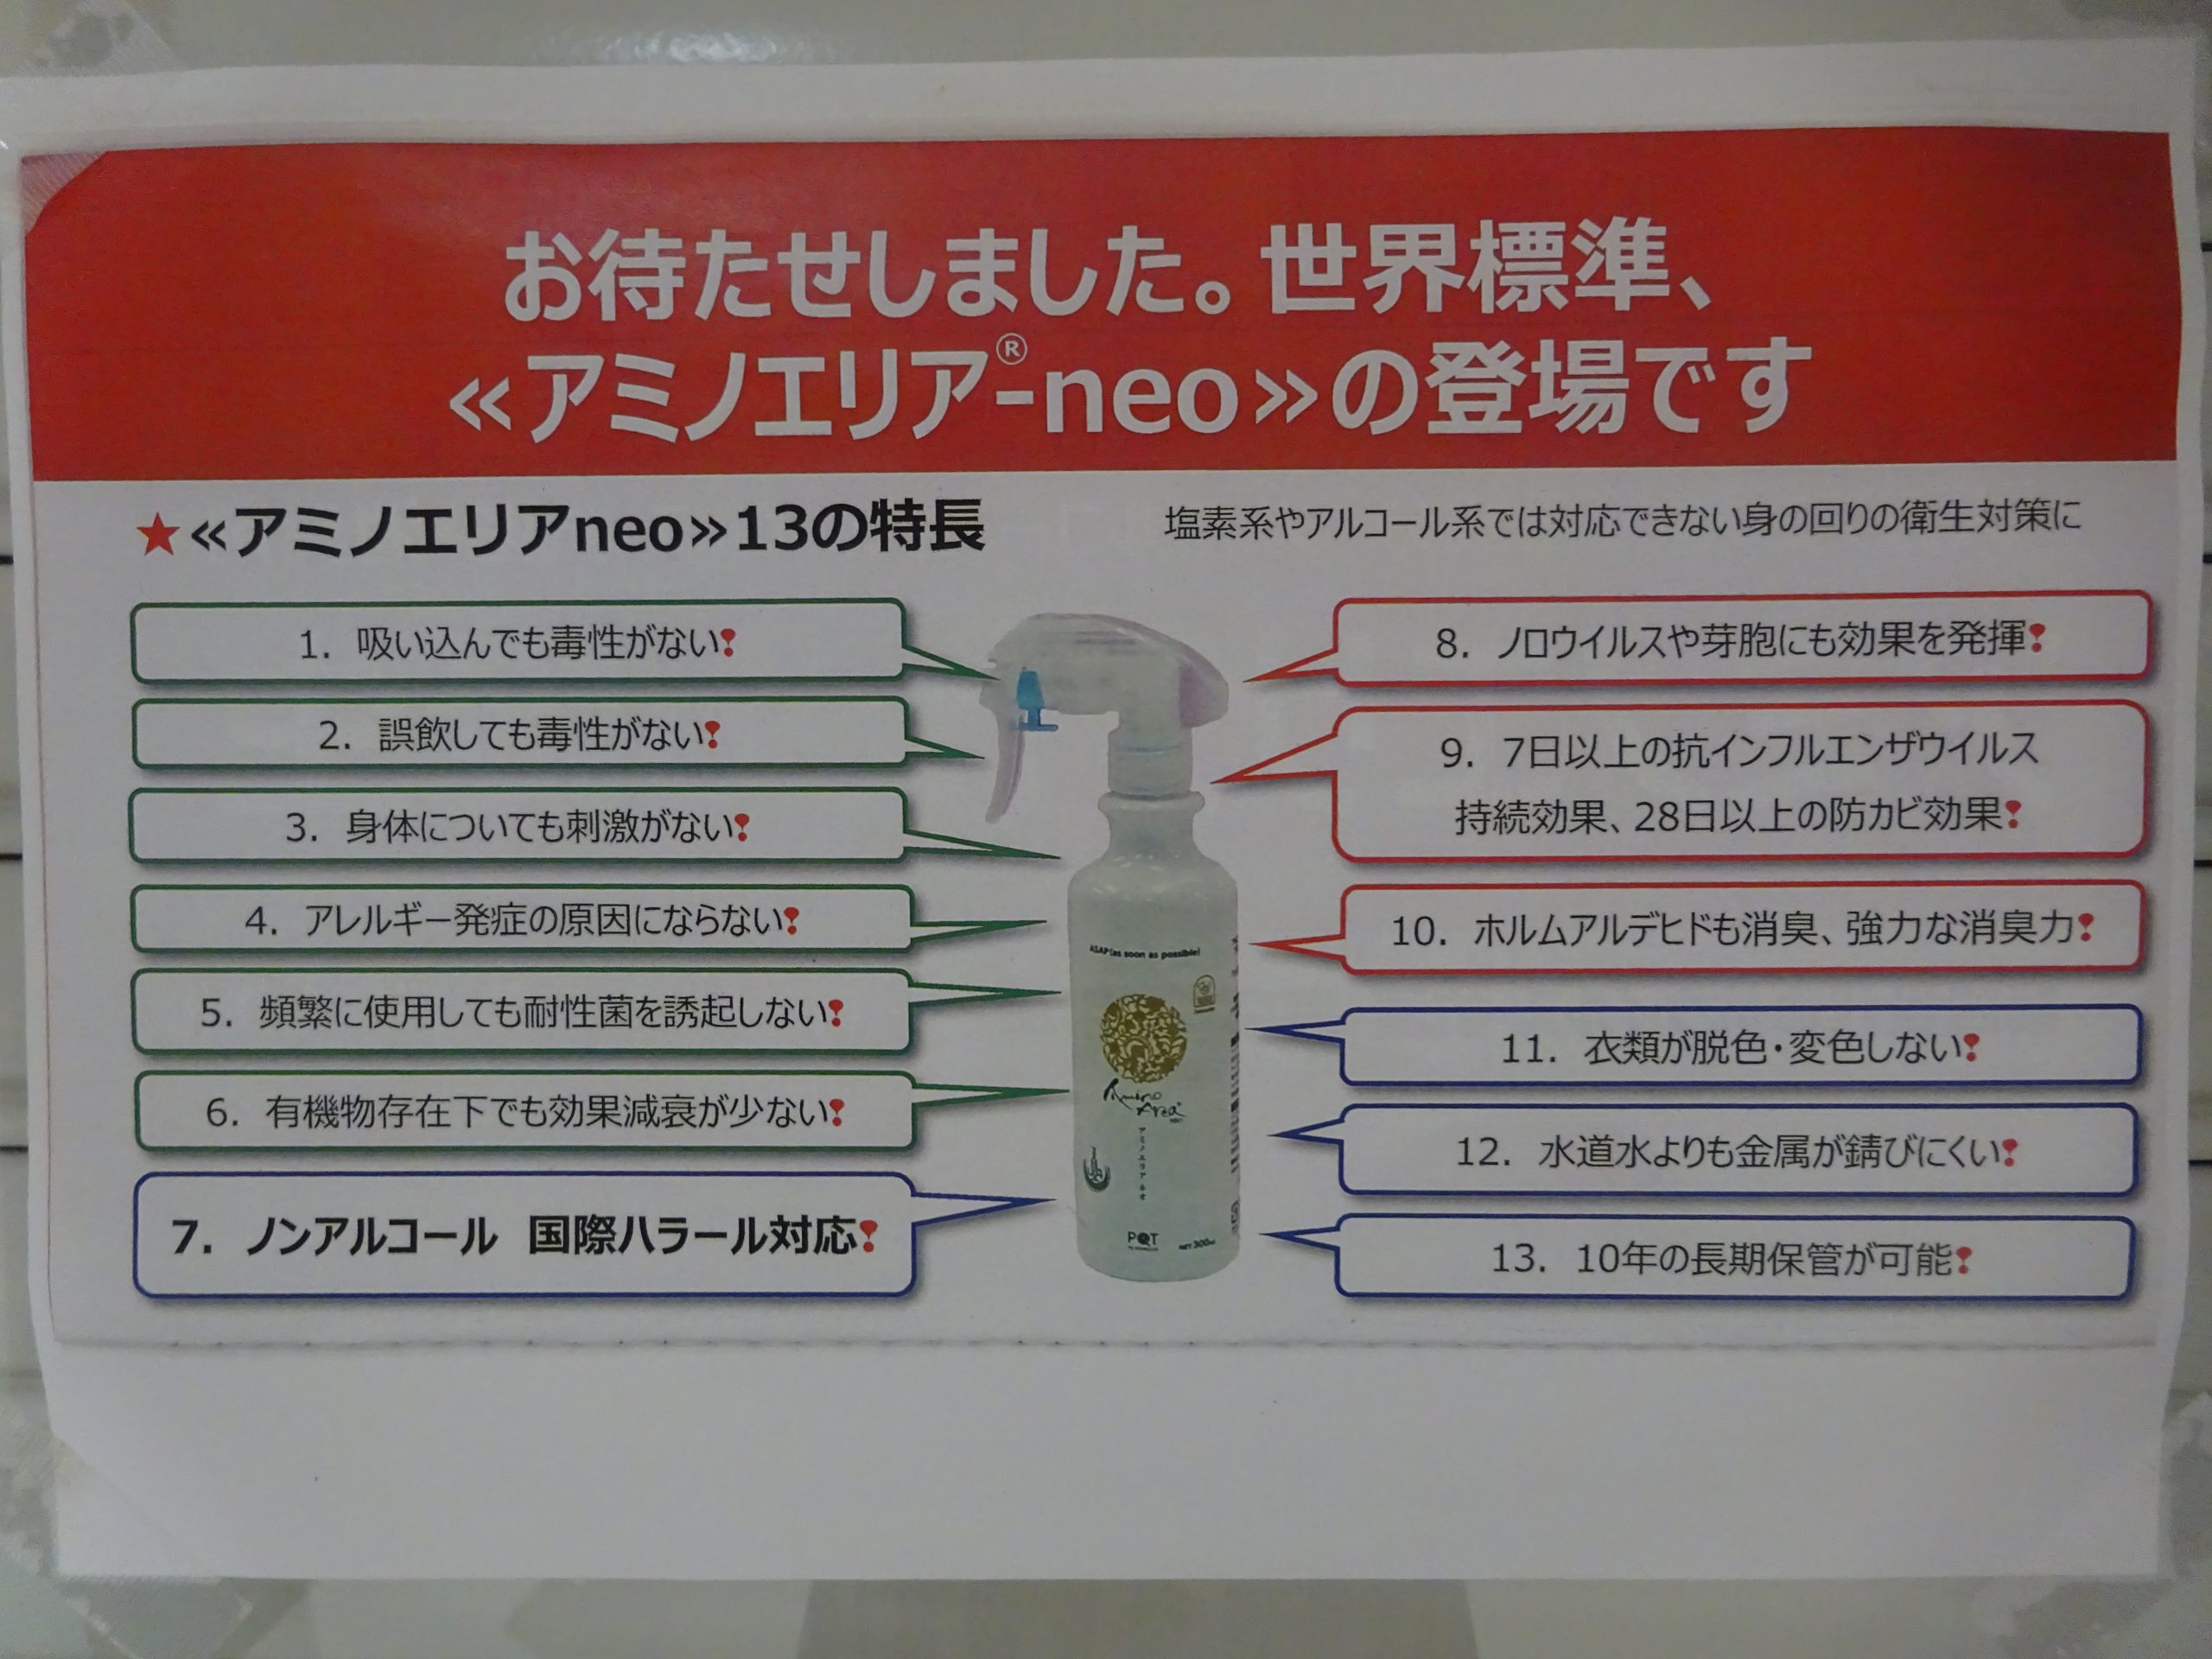 お待たせしました。世界標準、
≪アミノエリア®-neo≫の登場です
★≪アミノエリアneo≫13の特長
塩素系やアルコール系では対応できない身の回りの衛生対策に
1. 吸い込んでも毒性がない❢
2. 誤飲しても毒性がない❢
3. 身体についても刺激がない❢
4. アレルギー発症の原因にならない❢
5. 頻繁に使用しても耐性菌を誘起しない❢
6. 有機物存在下でも効果減衰が少ない❢
7. ノンアルコール 国際ハラール対応❢
ASAP(as soon as possible)
Amino
Area
アミノエリア ネオ
PQT
NET 300ml
8. ノロウイルスや芽胞にも効果を発揮❢
9. 7日以上の抗インフルエンザウイルス
持続効果、28日以上の防カビ効果❢
10. ホルムアルデヒドも消臭、強力な消臭力❢
11. 衣類が脱色・変色しない❢
12. 水道水よりも金属が錆びにくい❢
13. 10年の長期保管が可能❢